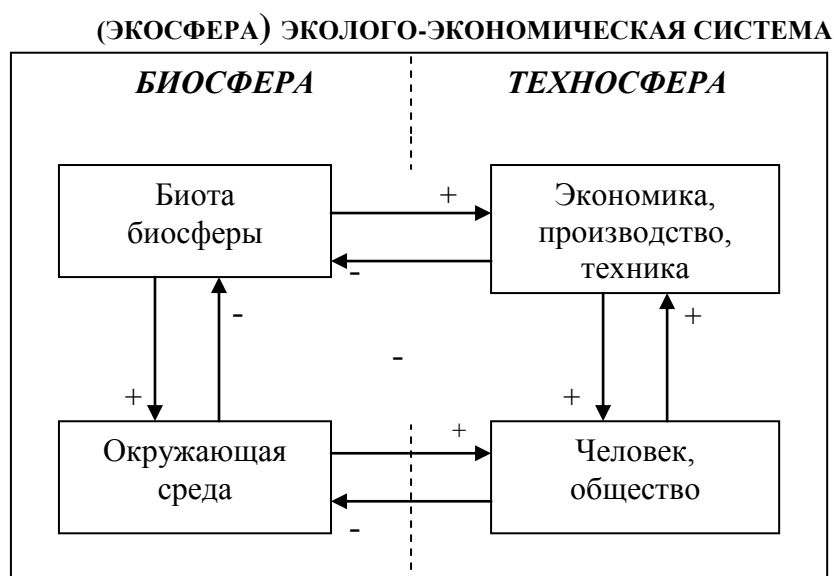 (ЭКОСФЕРА) ЭКОЛОГО-ЭКОНОМИЧЕСКАЯ СИСТЕМА
БИОСФЕРА ТЕХНОСФЕРА
Биота
биосферы
+
-
Экономика,
производство,
техника
-
+
-
+
+
Окружающая
среда
+
-
Человек,
общество